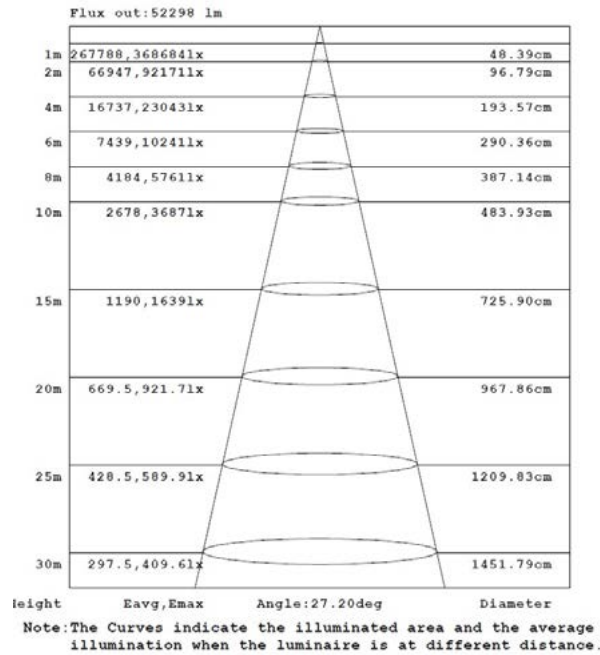 Flux out:52298 lm
1m 267788,368684lx 48.39cm
2m 66947,92171lx 96.79cm
4m 16737,23043lx 193.57cm
6m 7439,10241lx 290.36cm
8m 4184,5761lx 387.14cm
10m 2678,3687lx 483.93cm
15m 1190,1639lx 725.90cm
20m 669.5,921.7lx 967.86cm
25m 428.5,589.9lx 1209.83cm
30m 297.5,409.6lx 1451.79cm
leight Eavg,Emax Angle:27.20deg Diameter
Note:The Curves indicate the illuminated area and the average
illumination when the luminaire is at different distance.